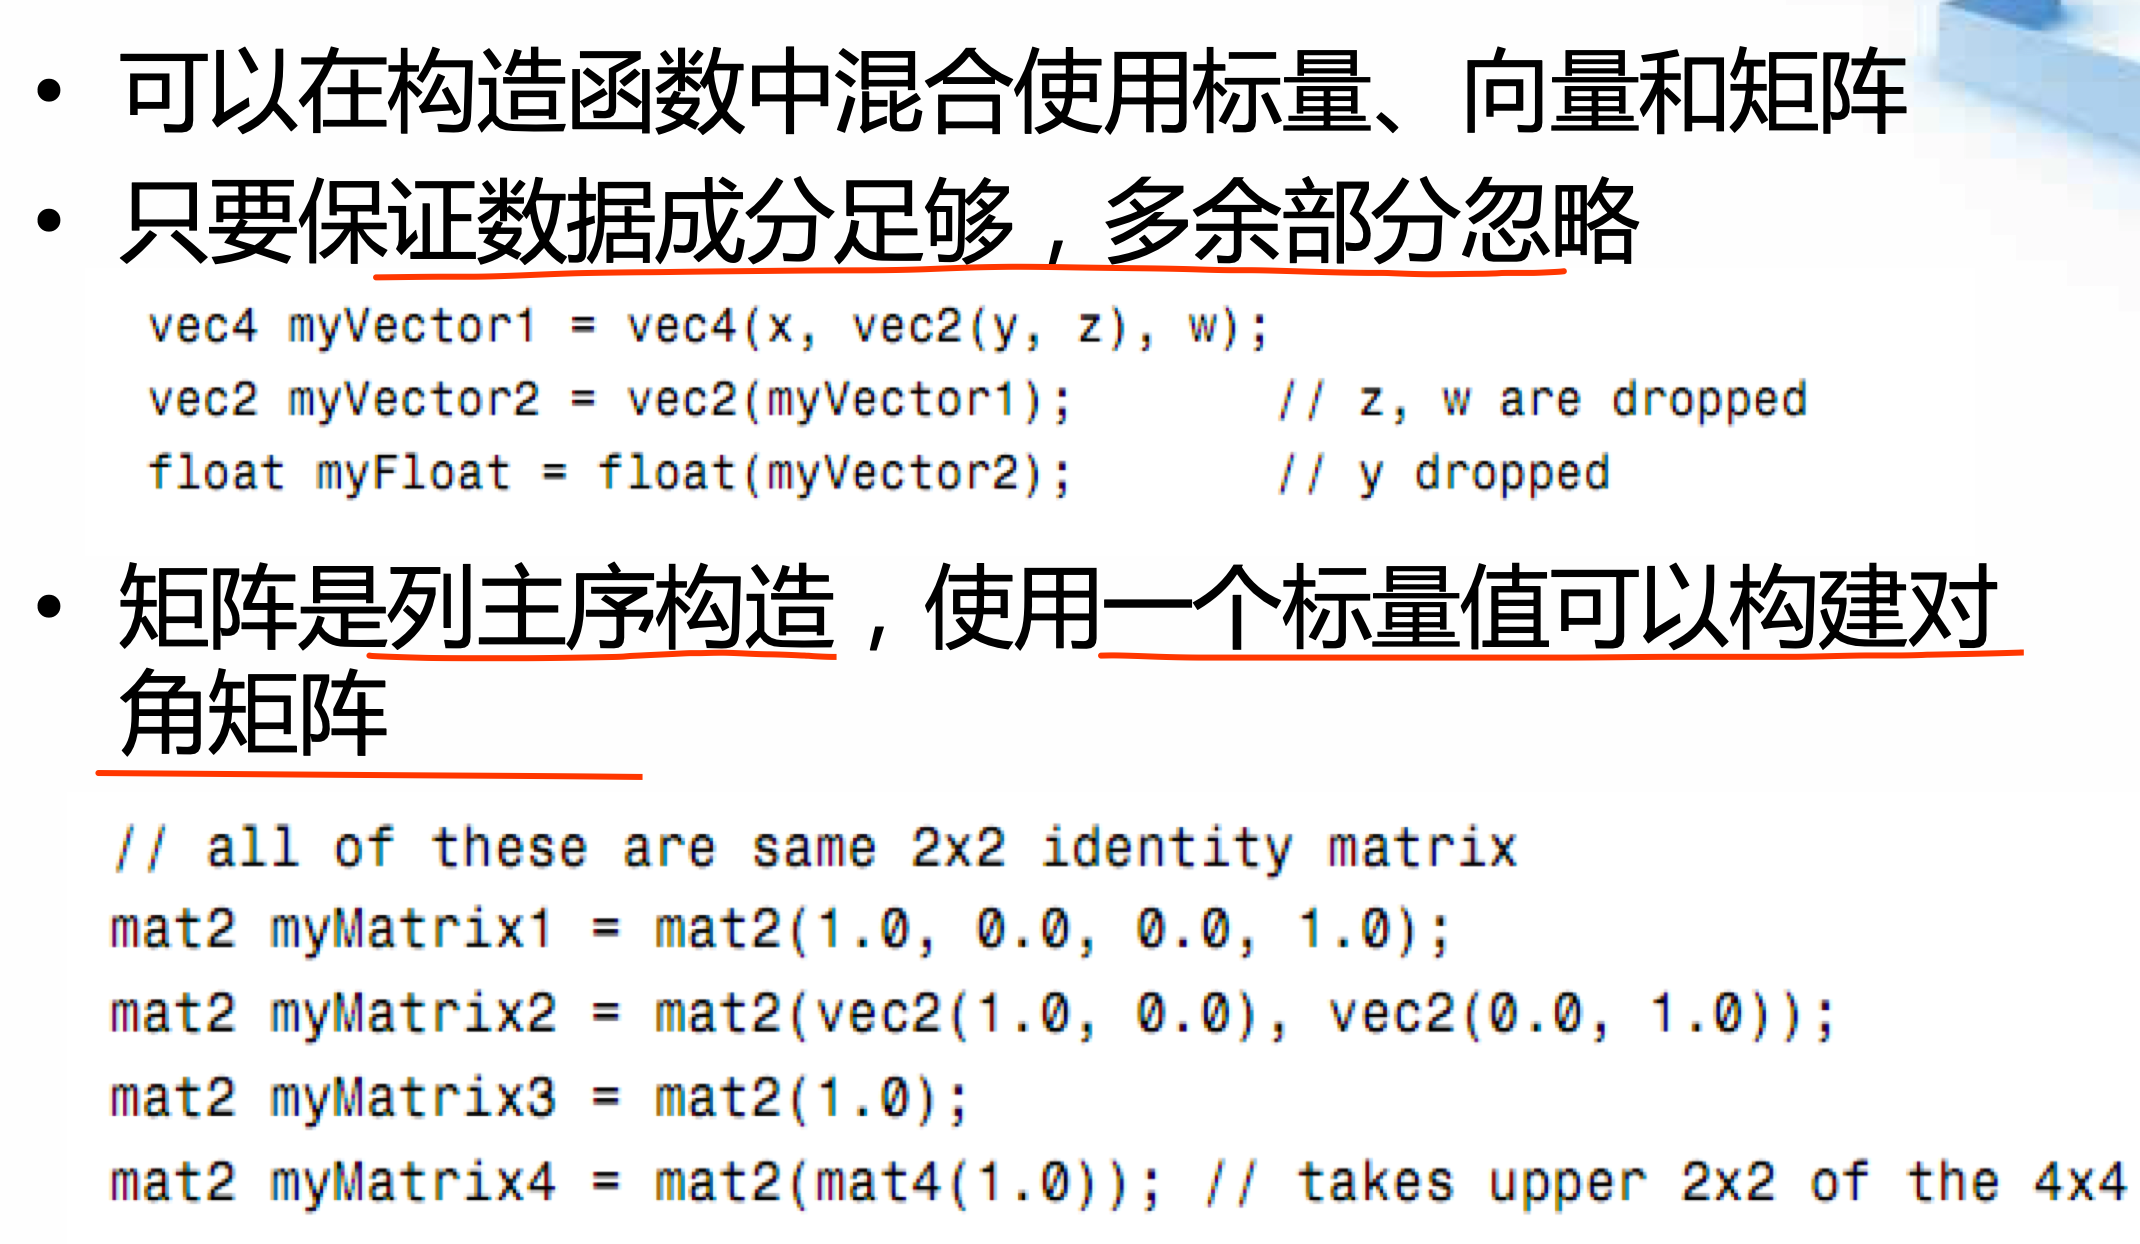 • 可以在构造函数中混合使用标量、向量和矩阵
• 只要保证数据成分足够，多余部分忽略
vec4 myVector1 = vec4(x, vec2(y, z), w);
vec2 myVector2 = vec2(myVector1); // z, w are dropped
float myFloat = float(myVector2); // y dropped
• 矩阵是列主序构造，使用一个标量值可以构建对
角矩阵
// all of these are same 2x2 identity matrix
mat2 myMatrix1 = mat2(1.0, 0.0, 0.0, 1.0);
mat2 myMatrix2 = mat2(vec2(1.0, 0.0), vec2(0.0, 1.0));
mat2 myMatrix3 = mat2(1.0);
mat2 myMatrix4 = mat2(mat4(1.0)); // takes upper 2x2 of the 4x4